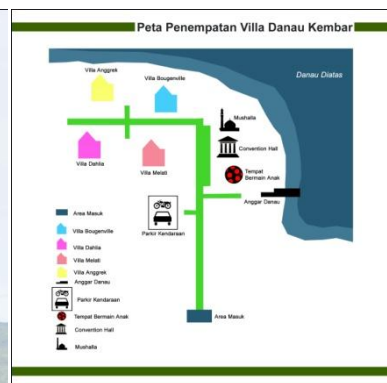 Peta Penempatan Villa Danau Kembar
Danau Diatas
Villa Anggrek
Villa Bougenville
Mushalla
Convention Hall
Villa Dahlia
Villa Melati
Tempat
Bermain Anak
Anggar Danau
Parkir Kendaraan
Area Masuk
Villa Bougenville
Villa Dahlia
Villa Melati
Villa Anggrek
Anggar Danau
Parkir Kendaraan
Tempat Bermain Anak
Convention Hall
Mushalla
Area Masuk